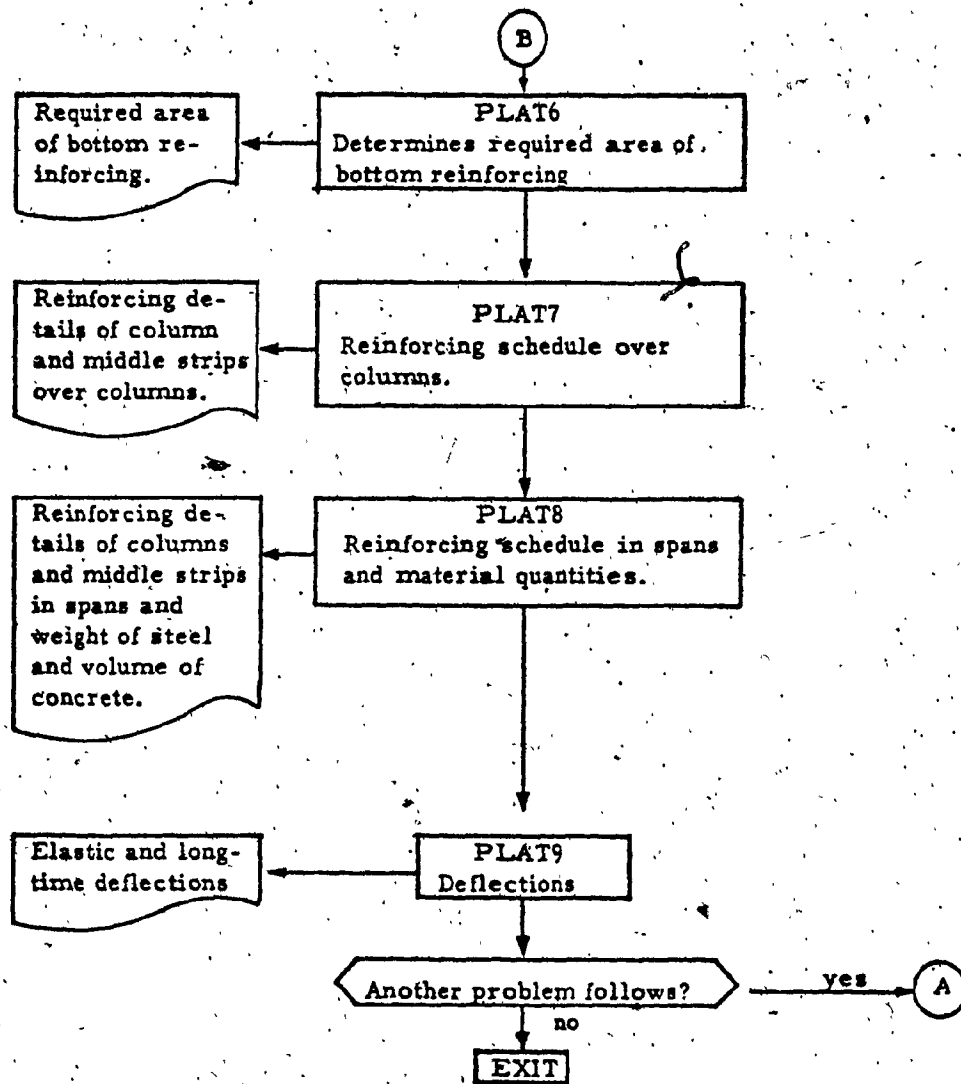 B
Required area
of bottom re-
inforcing.
PLAT6
Determines required area of
bottom reinforcing
Reinforcing de-
tails of column
and middle strips
over columns.
PLAT7
Reinforcing schedule over
columns.
Reinforcing de-
tails of columns
and middle strips
in spans and
weight of steel
and volume of
concrete.
PLAT8
Reinforcing schedule in spans
and material quantities.
Elastic and long-
time deflections
PLAT9
Deflections
Another problem follows?
yes
A
no
EXIT